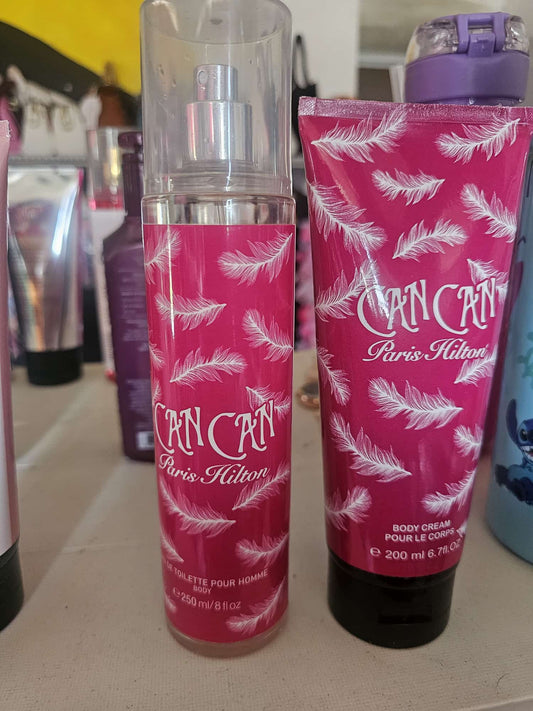 CAN CAN
Paris Hilton
DE TOILETTE POUR HOMME
BODY
e 250 ml/8 fl oz
CAN CAN
Paris Hilton
BODY CREAM
POUR LE CORPS
e 200 ml 6.7fl.oz